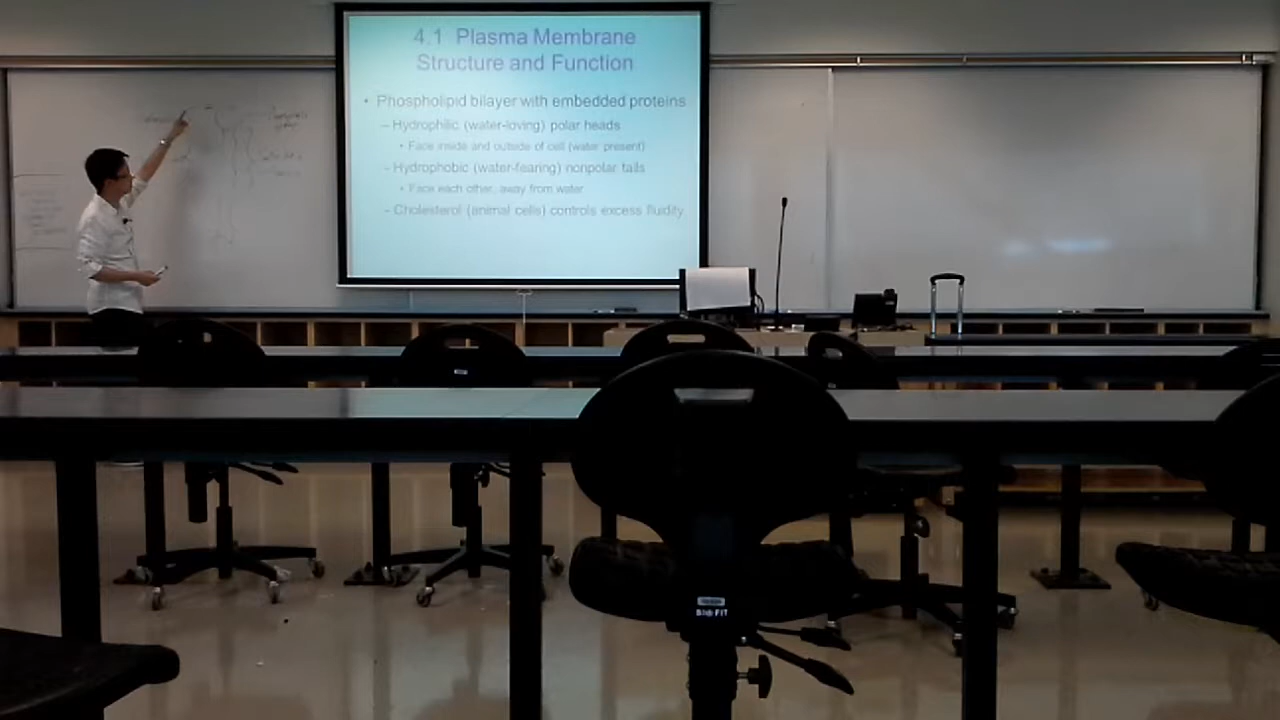 4.1 Plasma Membrane
Structure and Function
• Phospholipid bilayer with embedded proteins
– Hydrophilic (water-loving) polar heads
• Face inside and outside of cell (water present)
– Hydrophobic (water-fearing) nonpolar tails
• Face each other, away from water
– Cholesterol (animal cells) controls excess fluidity